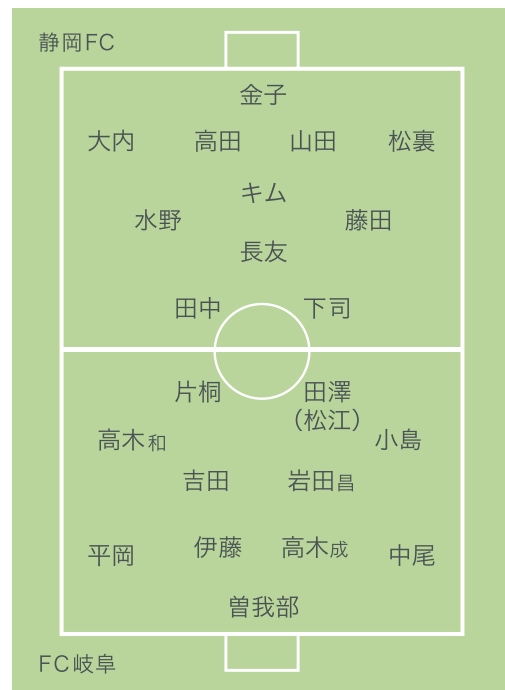 静岡FC
金子
大内 高田 山田 松裏
キム
水野 藤田
長友
田中 下司
片桐 田澤
(松江)
高木和 小島
吉田 岩田昌
平岡 伊藤 高木成 中尾
曽我部
FC岐阜